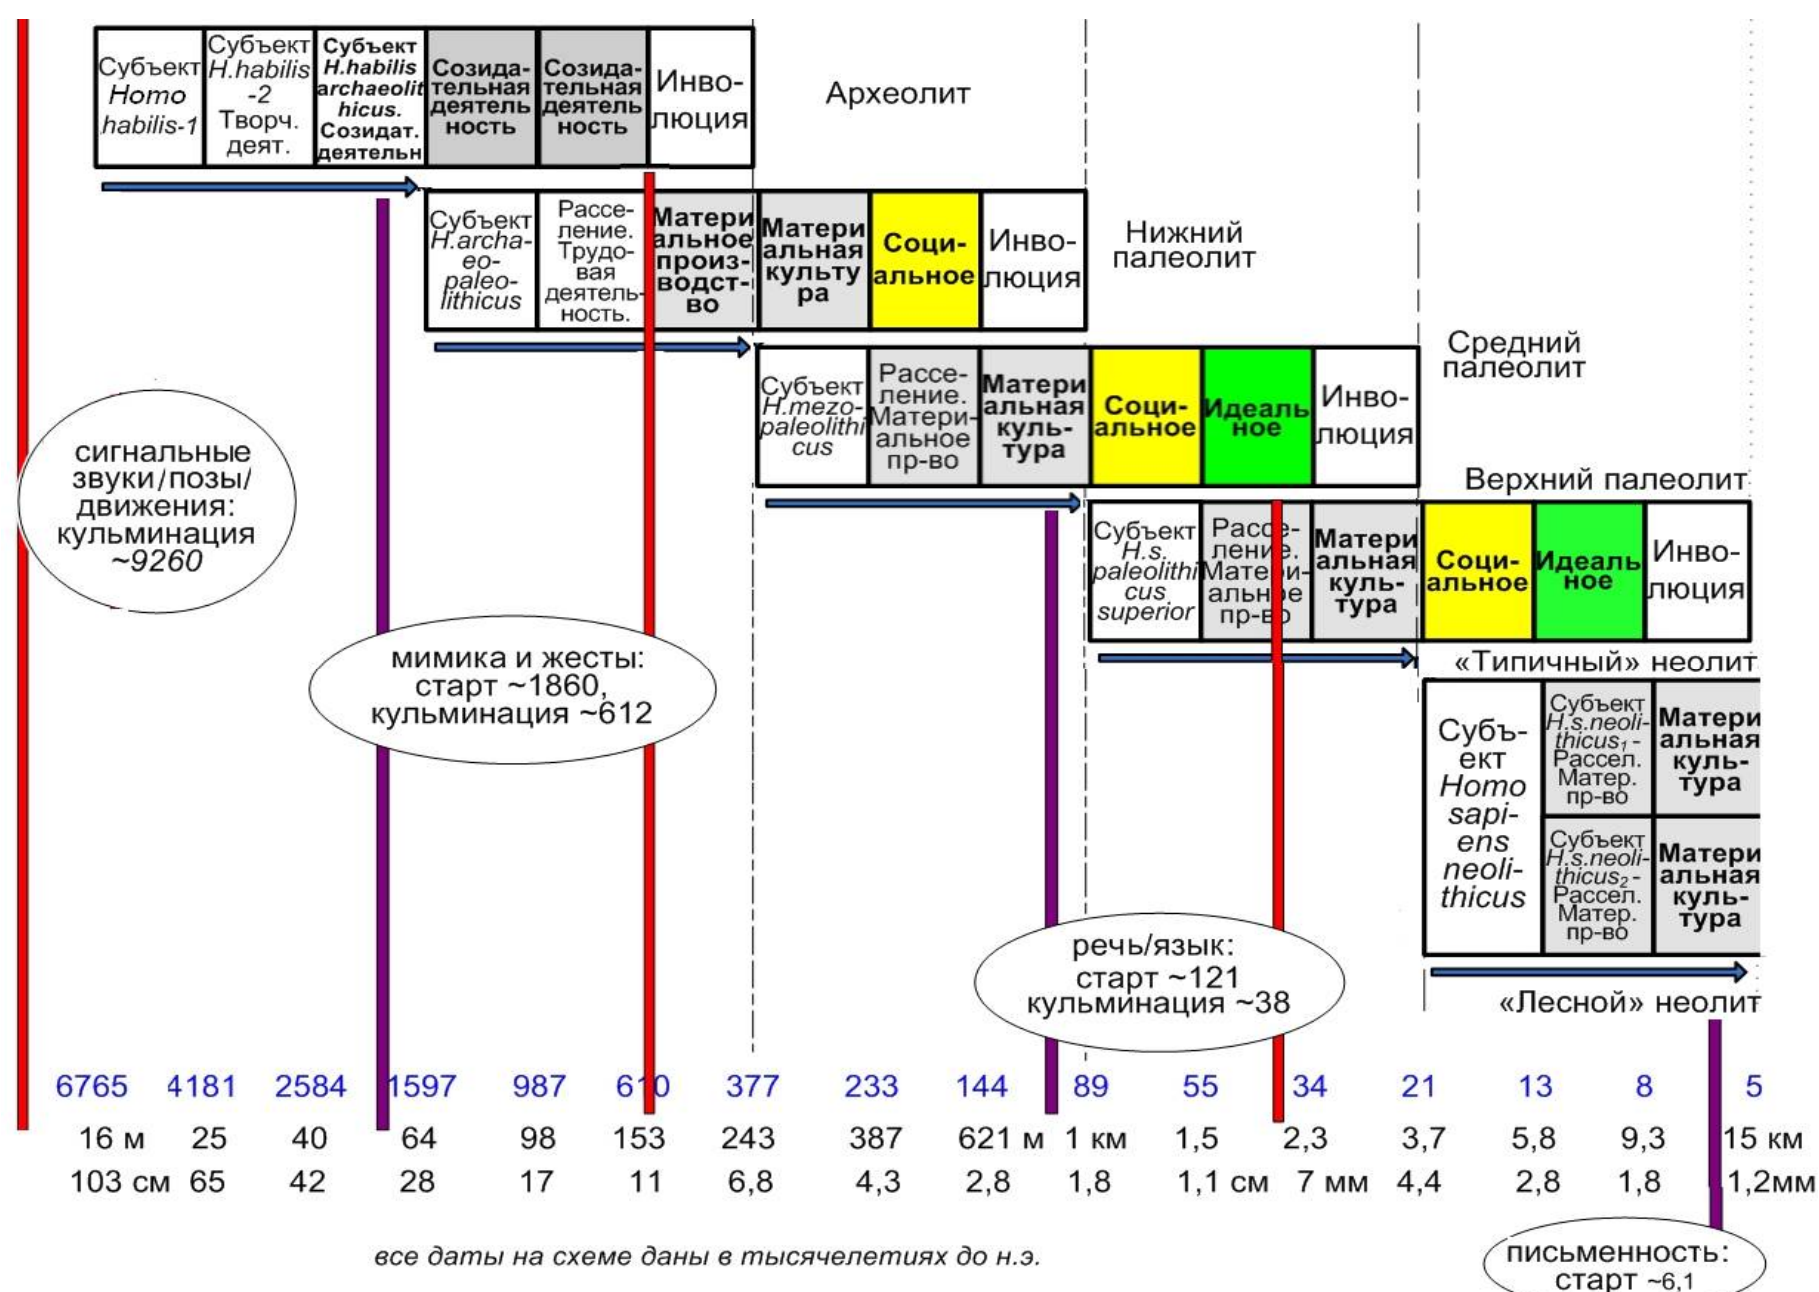 Субъект
Homo
habilis-1
Субъект
H.habilis
-2
Творч.
деят.
Субъект
H.habilis
archaeolit
hicus.
Созидат.
деятельн
Созида-
тельная
деятель
ность
Созида-
тельная
деятель
ность
Инво-
люция
Археолит
Субъект
H.archa-
eo-
paleo-
lithicus
Рассе-
ление.
Трудо-
вая
деятель-
ность.
Матери
альное
произ-
водст-
во
Матери
альная
культу
ра
Соци-
альное
Инво-
люция
Нижний
палеолит
Субъект
H.mezo-
paleolithi
cus
Рассе-
ление.
Матери-
альное
пр-во
Матери
альная
куль-
тура
Соци-
альное
Идеаль
ное
Инво-
люция
Средний
палеолит
Верхний палеолит
Субъект
H.s.
paleolithi
cus
superior
Рассе-
ление.
Матери-
альное
пр-во
Матери
альная
куль-
тура
Соци-
альное
Идеаль
ное
Инво-
люция
«Типичный» неолит
Субъ-
ект
Homo
sapi-
ens
neoli-
thicus
Субъект
H.s.neoli-
thicus₁ -
Рассел.
Матер.
пр-во
Матери
альная
куль-
тура
Субъект
H.s.neoli-
thicus₂ -
Рассел.
Матер.
пр-во
Матери
альная
куль-
тура
«Лесной» неолит
сигнальные
звуки/позы/
движения:
кульминация
~9260
мимика и жесты:
старт ~1860,
кульминация ~612
речь/язык:
старт ~121
кульминация ~38
6765 4181 2584 1597 987 610 377 233 144 89 55 34 21 13 8 5
16 м 25 40 64 98 153 243 387 621 м 1 км 1,5 2,3 3,7 5,8 9,3 15 км
103 см 65 42 28 17 11 6,8 4,3 2,8 1,8 1,1 см 7 мм 4,4 2,8 1,8 1,2мм
все даты на схеме даны в тысячелетиях до н.э.
письменность:
старт ~6,1